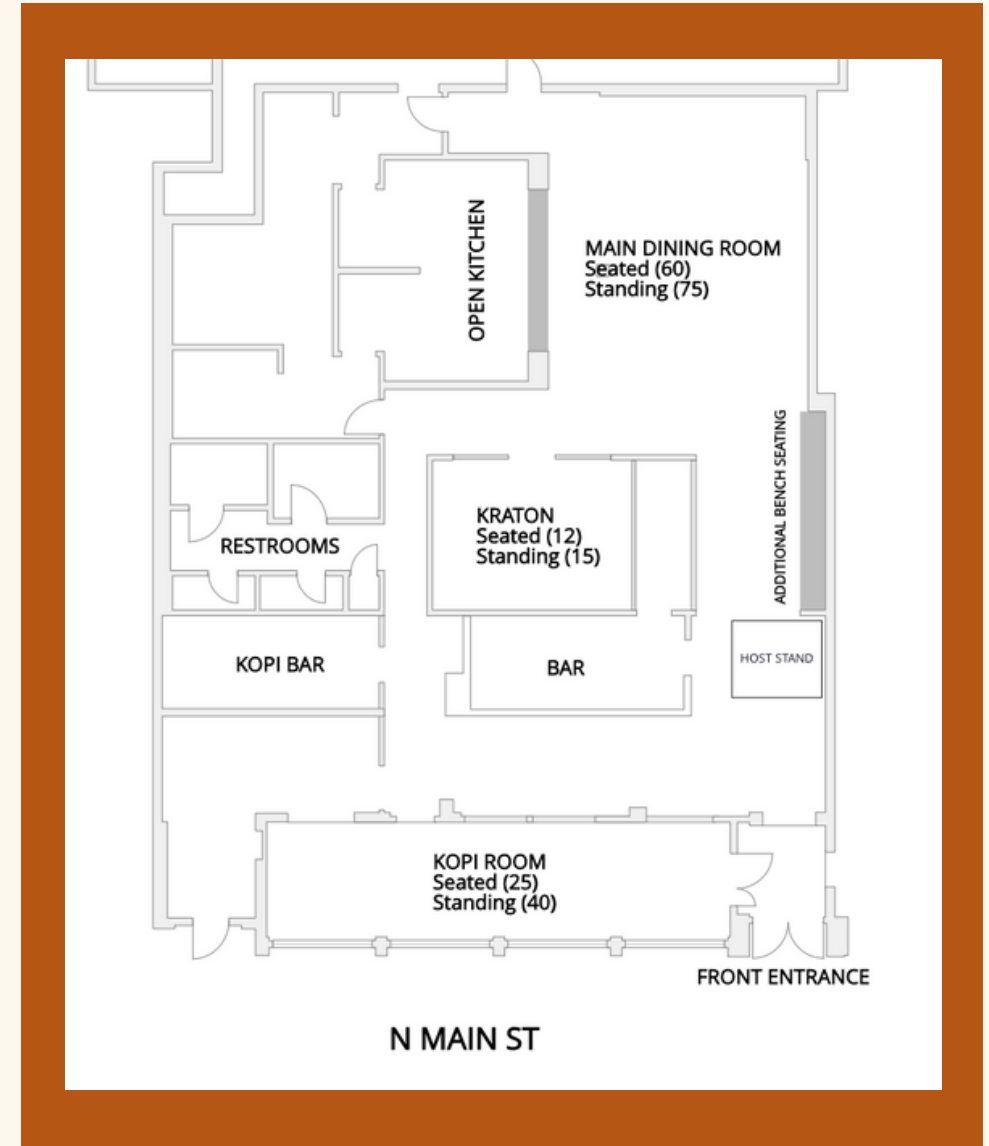 OPEN KITCHEN
MAIN DINING ROOM
Seated (60)
Standing (75)
ADDITIONAL BENCH SEATING
KRATON
Seated (12)
Standing (15)
RESTROOMS
KOPI BAR
BAR
HOST STAND
KOPI ROOM
Seated (25)
Standing (40)
FRONT ENTRANCE
N MAIN ST